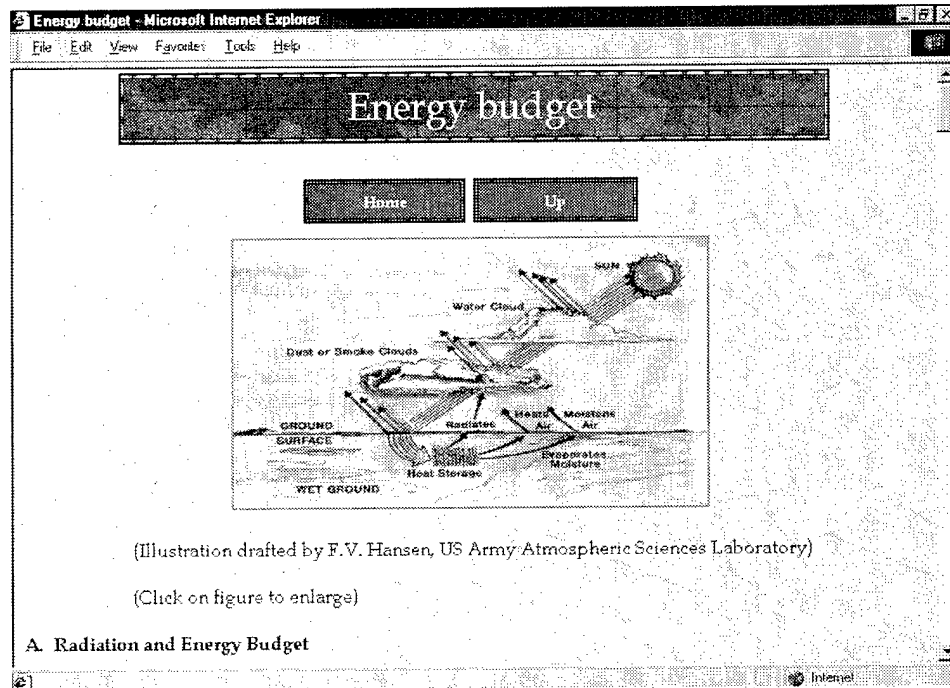 Energy budget - Microsoft Internet Explorer
File Edit View Favorites Tools Help
Energy budget
Home Up
SUN
Water Cloud
Dust or Smoke Clouds
Radiates Heats Air Moistens Air
GROUND
SURFACE
Evaporates
Moisture
Heat Storage
WET GROUND
(Illustration drafted by F.V. Hansen, US Army Atmospheric Sciences Laboratory)
(Click on figure to enlarge)
A. Radiation and Energy Budget
Internet